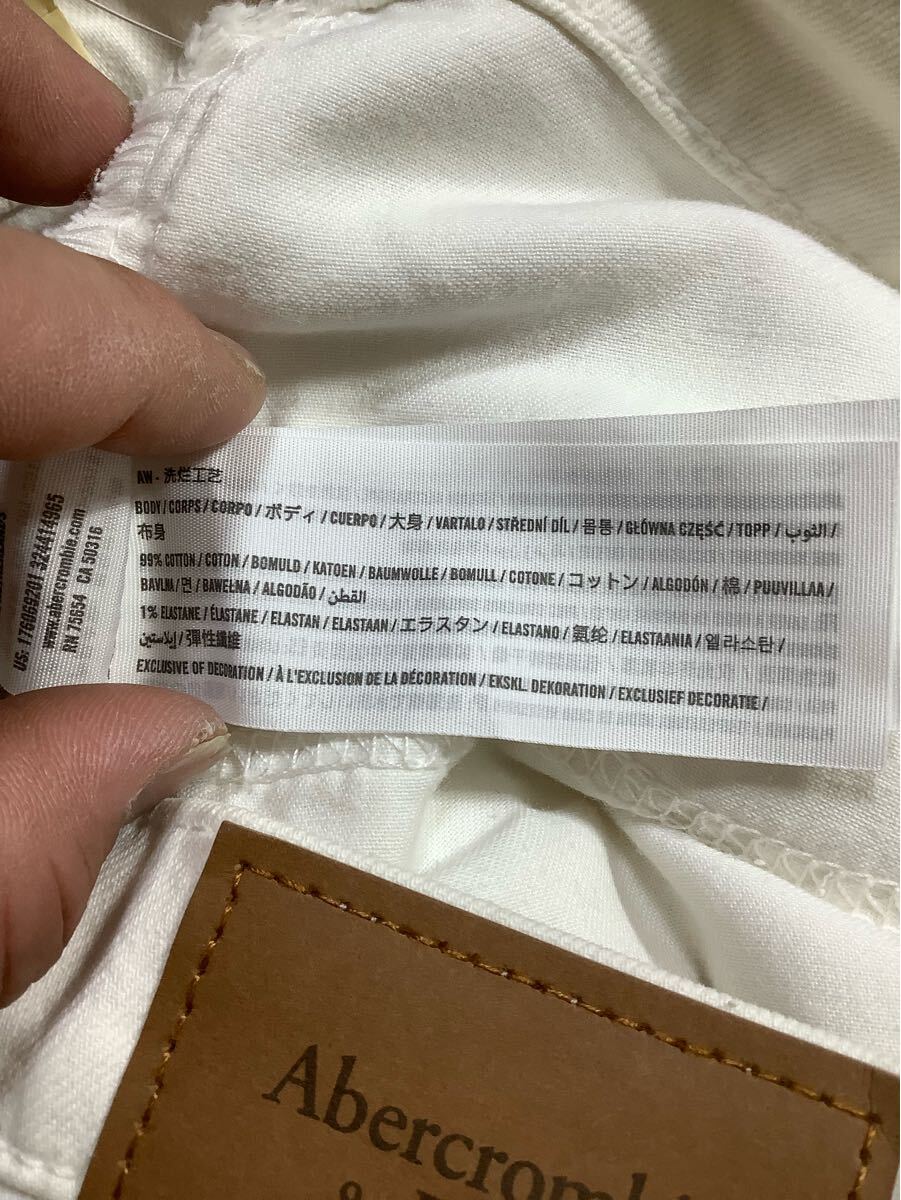 AW - 洗烂工艺
BODY / CORPS / CORPO / ボディ / CUERPO / 大身 / VARTALO / STŘEDNÍ DÍL / 몸통 / GŁÓWNA CZĘŚĆ / TOPP / الثوب /
布身
99% COTTON / COTON / BOMULD / KATOEN / BAUMWOLLE / BOMULL / COTONE / コットン / ALGODÓN / 棉 / PUUVILLAA /
BAVLNA / 면 / BAWEŁNA / ALGODÃO / القطن
1% ELASTANE / ÉLASTANE / ELASTAN / ELASTAAN / エラスタン / ELASTANO / 氨纶 / ELASTAANIA / 엘라스탄 /
إيلاستين / 彈性纖維
EXCLUSIVE OF DECORATION / À L'EXCLUSION DE LA DÉCORATION / EKSKL. DEKORATION / EXCLUSIEF DECORATIE /
US: 176069201 324414965
www.abercrombie.com
RN 75654 CA 50316
Abercrombi
&